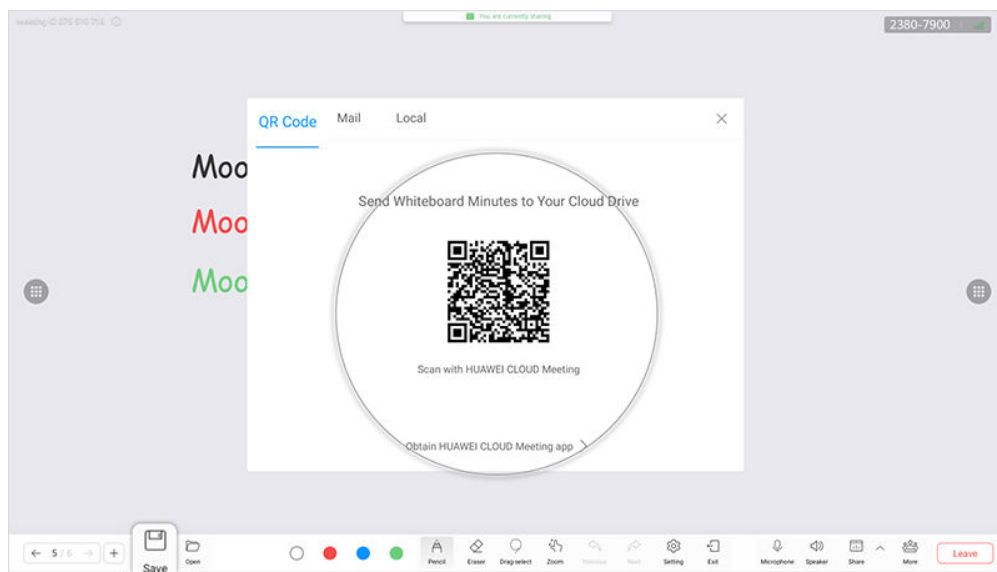 You are currently sharing
2380-7900
QR Code Mail Local
Moo
Moo
Moo
Send Whiteboard Minutes to Your Cloud Drive
Scan with HUAWEI CLOUD Meeting
Obtain HUAWEI CLOUD Meeting app
5 / 6
Save Open Pencil Eraser Drag-select Zoom Setting Exit Microphone Speaker Share More Leave